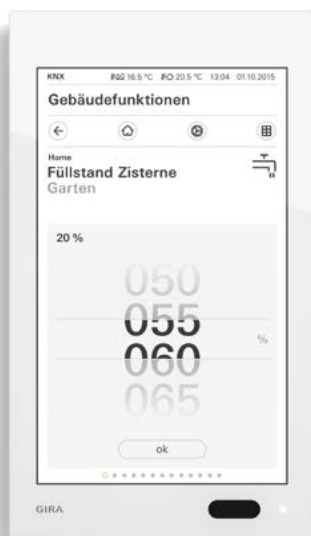 KNX 16.5 °C 20.5 °C 13:04 01.10.2015
Gebäudefunktionen
Home
Füllstand Zisterne
Garten
20 %
050
055
%
060
065
ok
GIRA